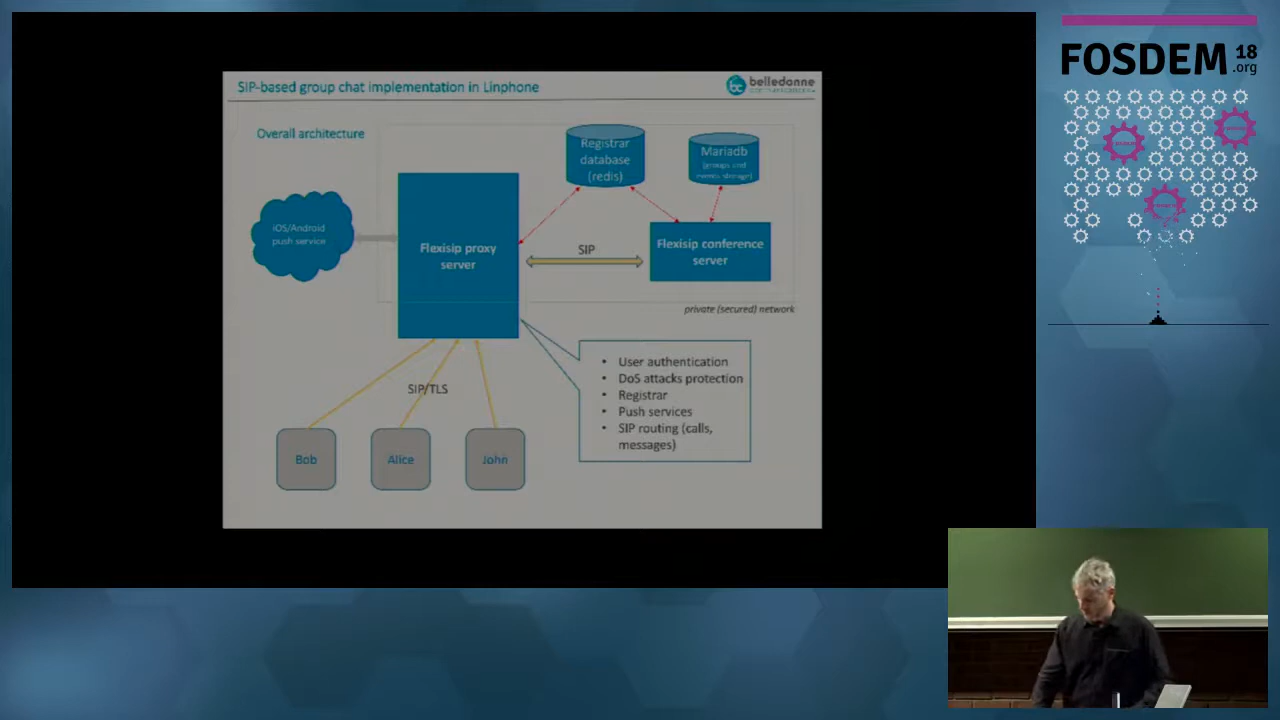 SIP-based group chat implementation in Linphone
belledonne
Overall architecture
Registrar
database
(redis)
Mariadb
(groups and
events storage)
iOS/Android
push service
Flexisip proxy
server
SIP
Flexisip conference
server
private (secured) network
SIP/TLS
• User authentication
• DoS attacks protection
• Registrar
• Push services
• SIP routing (calls,
messages)
Bob
Alice
John
FOSDEM 18
.org